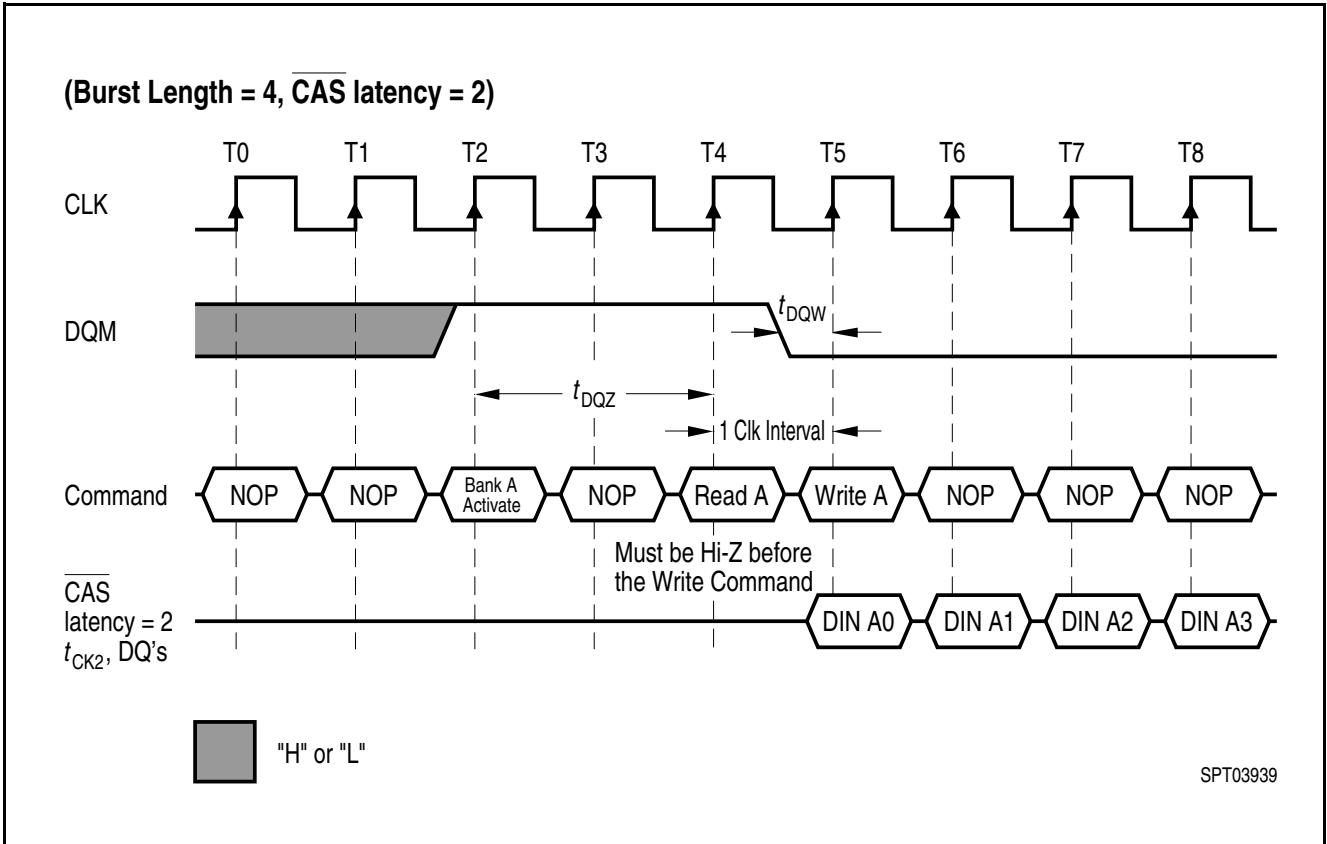 (Burst Length = 4, CAS latency = 2)
T0 T1 T2 T3 T4 T5 T6 T7 T8
CLK
DQM
tDQW
tDQZ
1 Clk Interval
Command NOP NOP Bank A Activate NOP Read A Write A NOP NOP NOP
Must be Hi-Z before
the Write Command
CAS
latency = 2
tCK2, DQ's
DIN A0 DIN A1 DIN A2 DIN A3
"H" or "L"
SPT03939